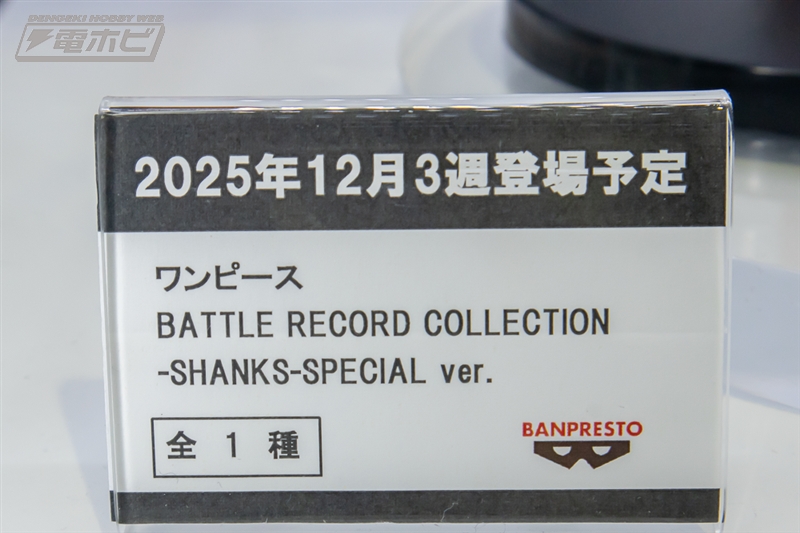 DENGEKI HOBBY WEB
電ホビ
2025年12月3週登場予定
ワンピース
BATTLE RECORD COLLECTION
-SHANKS-SPECIAL ver.
全 1 種
BANPRESTO